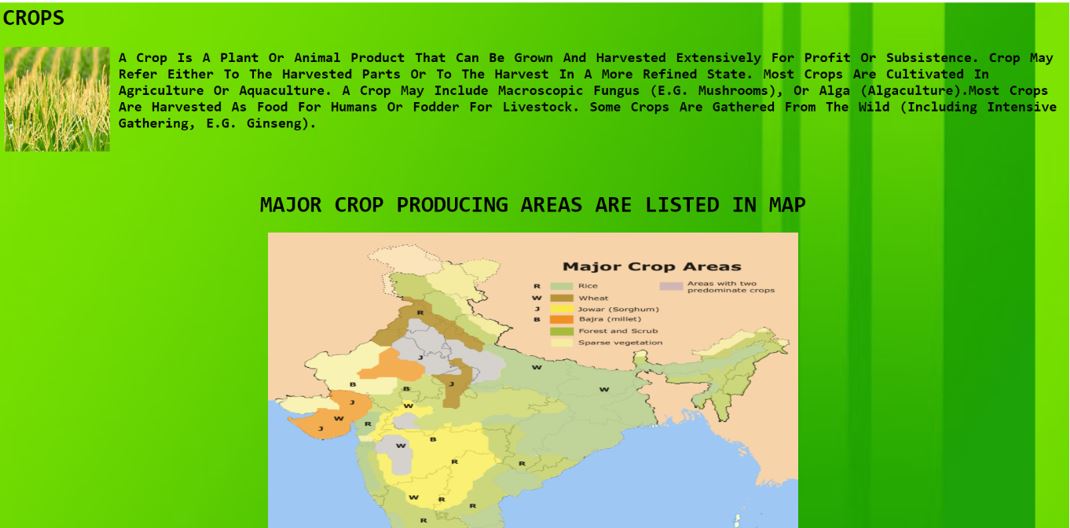 CROPS
A Crop Is A Plant Or Animal Product That Can Be Grown And Harvested Extensively For Profit Or Subsistence. Crop May
Refer Either To The Harvested Parts Or To The Harvest In A More Refined State. Most Crops Are Cultivated In
Agriculture Or Aquaculture. A Crop May Include Macroscopic Fungus (E.G. Mushrooms), Or Alga (Algaculture).Most Crops
Are Harvested As Food For Humans Or Fodder For Livestock. Some Crops Are Gathered From The Wild (Including Intensive
Gathering, E.G. Ginseng).
MAJOR CROP PRODUCING AREAS ARE LISTED IN MAP
Major Crop Areas
R Rice
W Wheat
J Jowar (Sorghum)
B Bajra (millet)
Forest and Scrub
Sparse vegetation
Areas with two
predominate crops
R
J
W
B
B
J
W
J
W
W
R
J
B
W
R
R
W
R
R
R